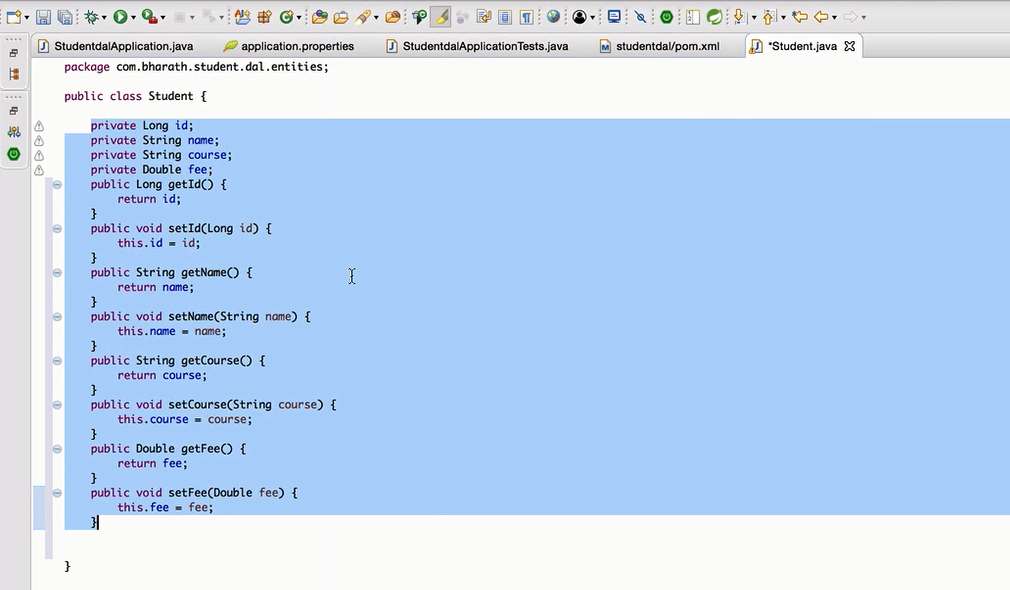 StudentdalApplication.java
application.properties
StudentdalApplicationTests.java
studentdal/pom.xml
*Student.java
package com.bharath.student.dal.entities;
public class Student {
private Long id;
private String name;
private String course;
private Double fee;
public Long getId() {
return id;
}
public void setId(Long id) {
this.id = id;
}
public String getName() {
return name;
}
public void setName(String name) {
this.name = name;
}
public String getCourse() {
return course;
}
public void setCourse(String course) {
this.course = course;
}
public Double getFee() {
return fee;
}
public void setFee(Double fee) {
this.fee = fee;
}
}